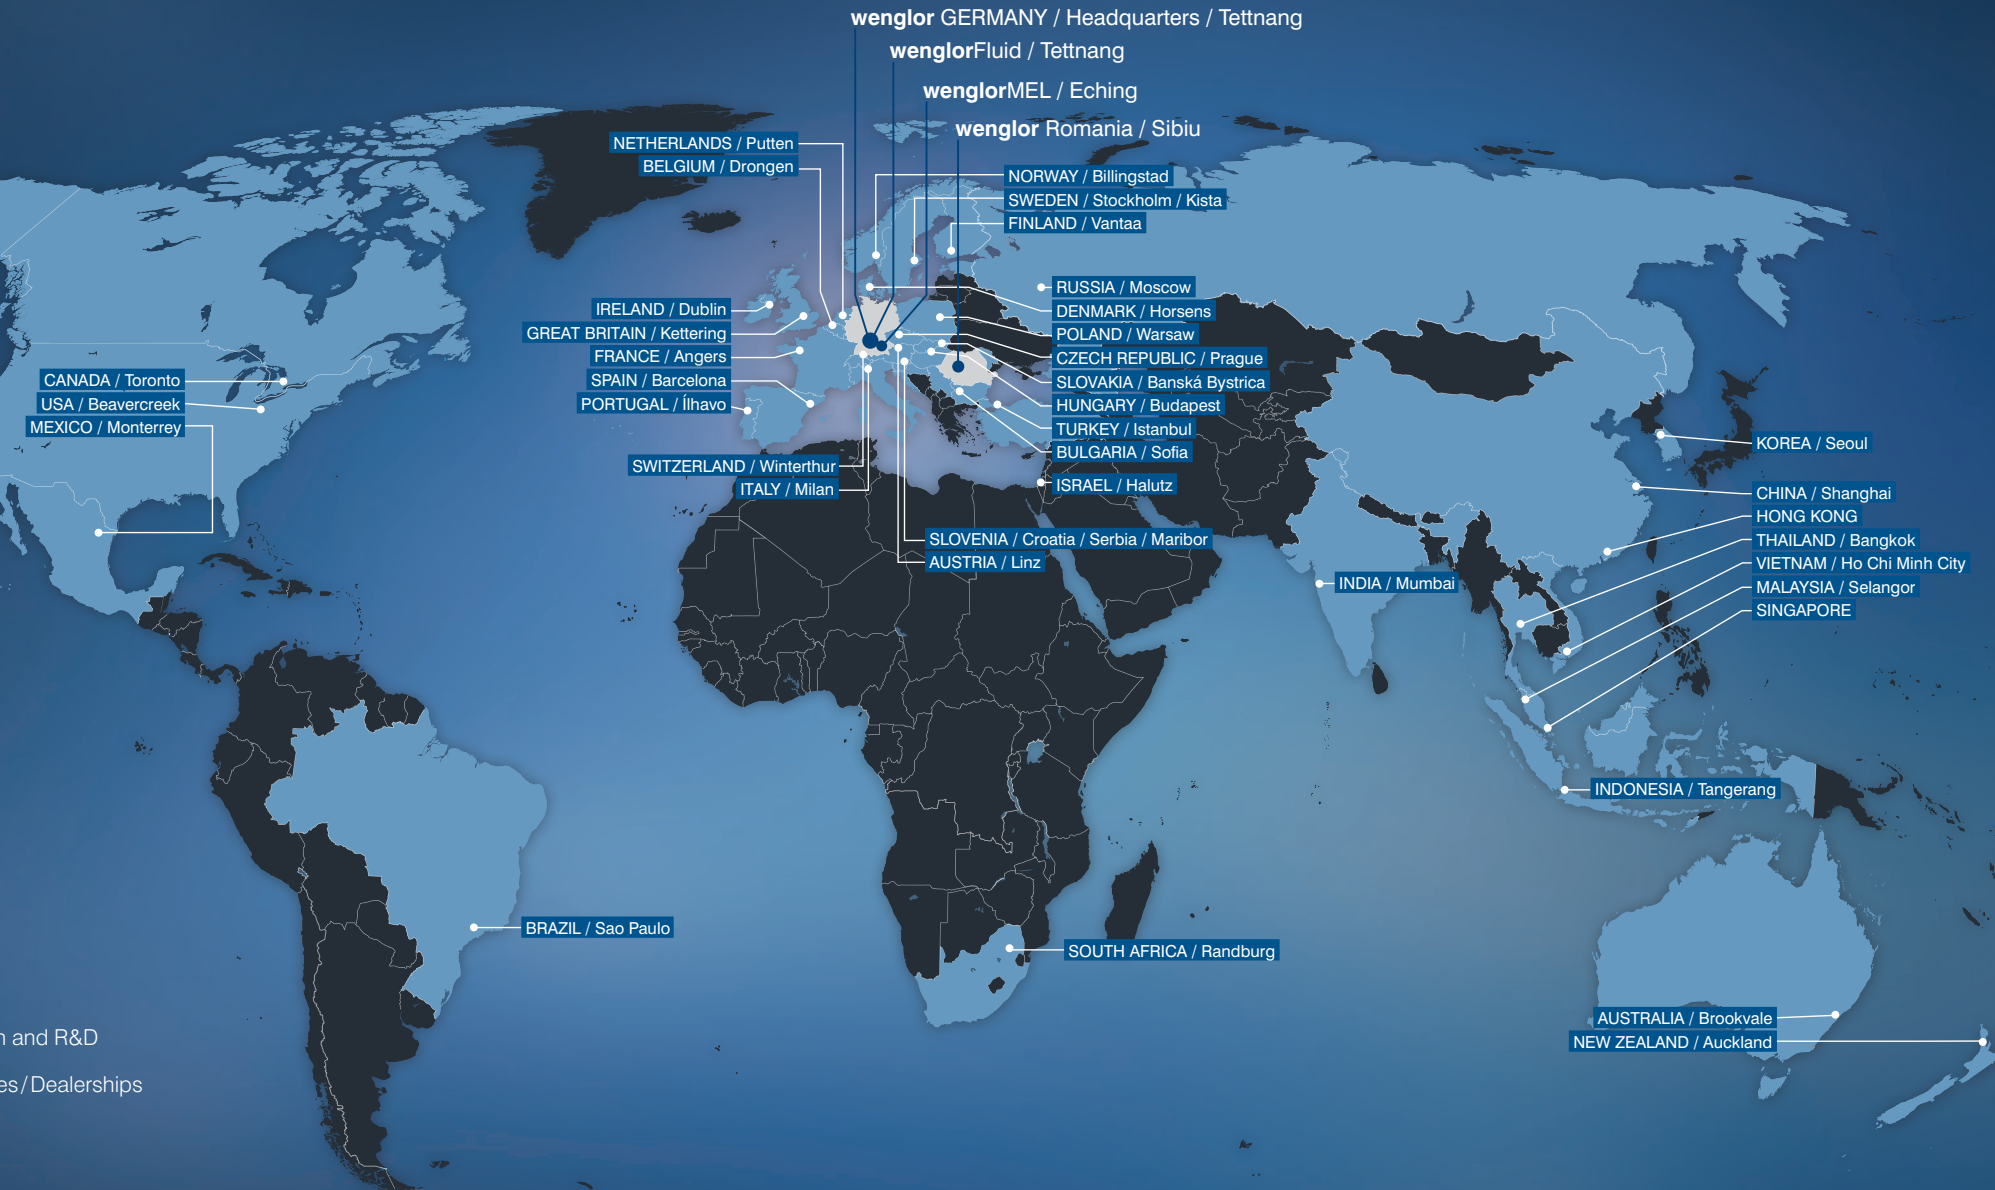 wenglor GERMANY / Headquarters / Tettnang
wenglorFluid / Tettnang
wenglorMEL / Eching
wenglor Romania / Sibiu
NETHERLANDS / Putten
BELGIUM / Drongen
NORWAY / Billingstad
SWEDEN / Stockholm / Kista
FINLAND / Vantaa
IRELAND / Dublin
GREAT BRITAIN / Kettering
FRANCE / Angers
SPAIN / Barcelona
PORTUGAL / Ílhavo
RUSSIA / Moscow
DENMARK / Horsens
POLAND / Warsaw
CZECH REPUBLIC / Prague
SLOVAKIA / Banská Bystrica
HUNGARY / Budapest
TURKEY / Istanbul
BULGARIA / Sofia
ISRAEL / Halutz
CANADA / Toronto
USA / Beavercreek
MEXICO / Monterrey
SWITZERLAND / Winterthur
ITALY / Milan
SLOVENIA / Croatia / Serbia / Maribor
AUSTRIA / Linz
INDIA / Mumbai
KOREA / Seoul
CHINA / Shanghai
HONG KONG
THAILAND / Bangkok
VIETNAM / Ho Chi Minh City
MALAYSIA / Selangor
SINGAPORE
INDONESIA / Tangerang
BRAZIL / Sao Paulo
SOUTH AFRICA / Randburg
AUSTRALIA / Brookvale
NEW ZEALAND / Auckland
and R&D
/Dealerships